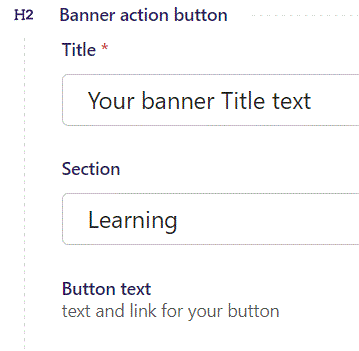 H2 Banner action button
Title *
Your banner Title text
Section
Learning
Button text
text and link for your button